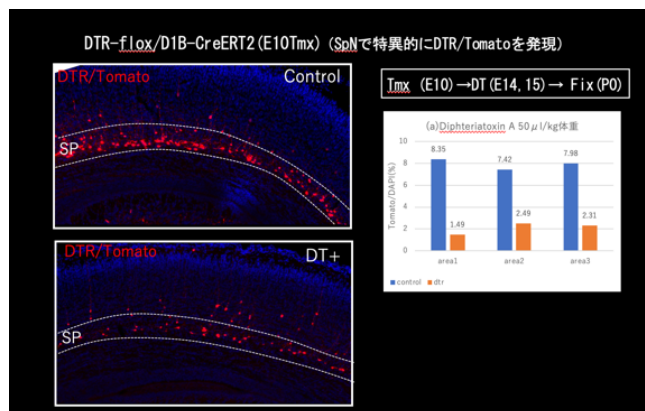 DTR-flox/D1B-CreERT2(E10Tmx) (SpNで特異的にDTR/Tomatoを発現)
DTR/Tomato
Control
SP
DTR/Tomato
DT+
SP
Tmx (E10)→DT(E14, 15)→ Fix(P0)
(a)Diphteriatoxin A 50μl/kg体重
Tomato/DAPI(%)
10
8
6
4
2
0
8.35
1.49
7.42
2.49
7.98
2.31
area1
area2
area3
control
dtr